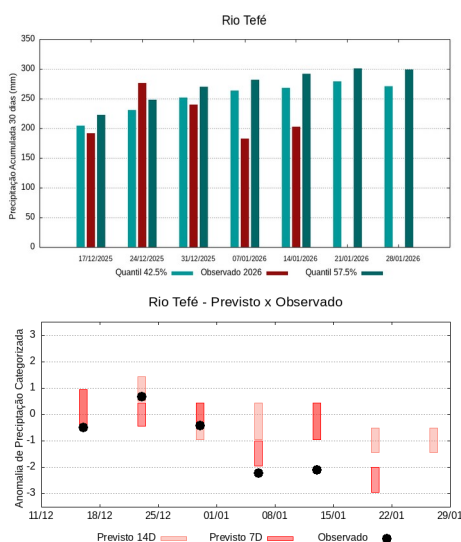 Rio Tefé
Precipitação Acumulada 30 dias (mm)
350
300
250
200
150
100
50
0
17/12/2025 24/12/2025 31/12/2025 07/01/2026 14/01/2026 21/01/2026 28/01/2026
Quantil 42.5% Observado 2026 Quantil 57.5%
Rio Tefé - Previsto x Observado
Anomalia de Preciptação Categorizada
3
2
1
0
-1
-2
-3
11/12 18/12 25/12 01/01 08/01 15/01 22/01 29/01
Previsto 14D Previsto 7D Observado